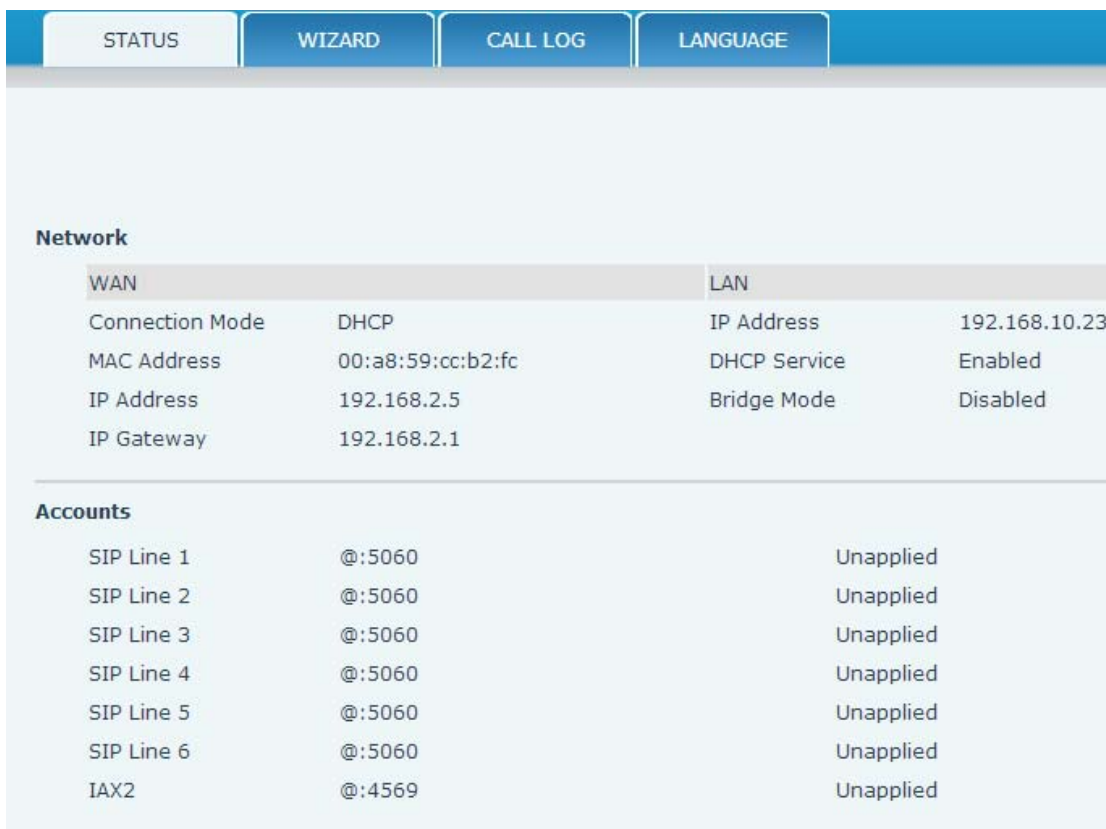 STATUS WIZARD CALL LOG LANGUAGE
Network
WAN LAN
Connection Mode DHCP IP Address 192.168.10.23
MAC Address 00:a8:59:cc:b2:fc DHCP Service Enabled
IP Address 192.168.2.5 Bridge Mode Disabled
IP Gateway 192.168.2.1
Accounts
SIP Line 1 @:5060 Unapplied
SIP Line 2 @:5060 Unapplied
SIP Line 3 @:5060 Unapplied
SIP Line 4 @:5060 Unapplied
SIP Line 5 @:5060 Unapplied
SIP Line 6 @:5060 Unapplied
IAX2 @:4569 Unapplied